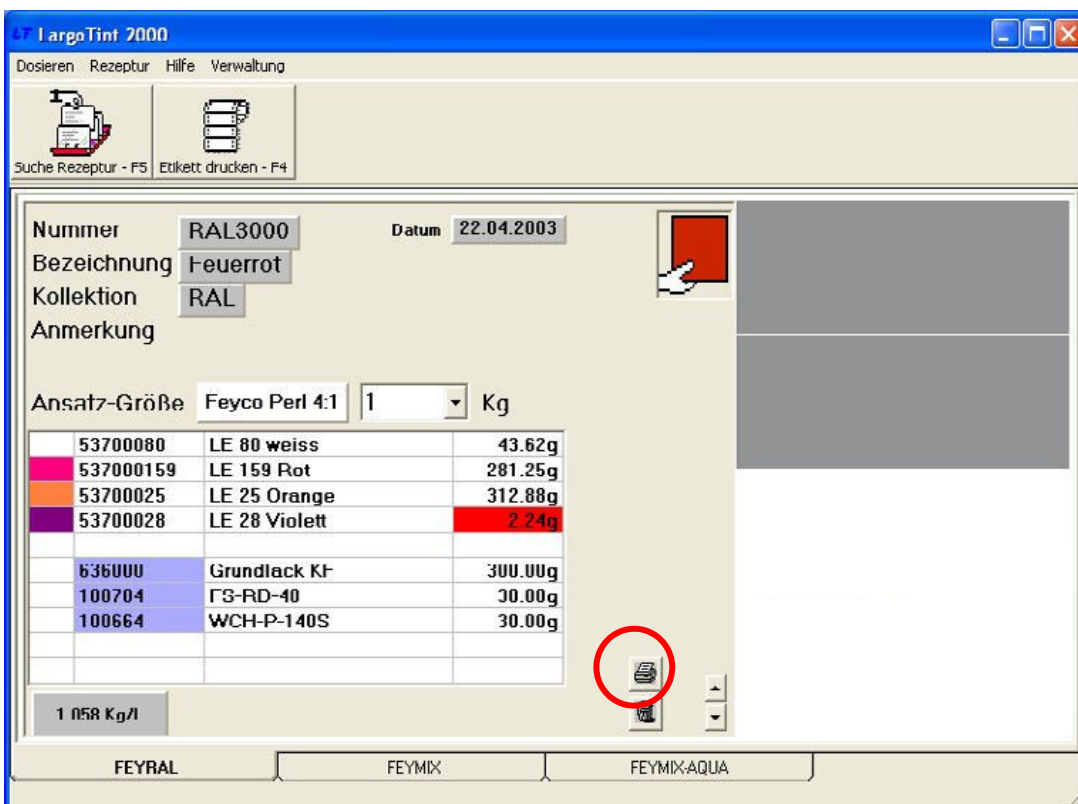 LT LargoTint 2000
Dosieren Rezeptur Hilfe Verwaltung
Suche Rezeptur - F5 Etikett drucken - F4
Nummer RAL3000 Datum 22.04.2003
Bezeichnung Feuerrot
Kollektion RAL
Anmerkung
Ansatz-Größe Feyco Perl 4:1 1 Kg
53700080 LE 80 weiss 43.62g
537000159 LE 159 Rot 281.25g
53700025 LE 25 Orange 312.88g
53700028 LE 28 Violett 2.24g
636000 Grundlack KF 300.00g
100704 30.00g
100664 WCH-P-140S 30.00g
1.058 Kg/l
FEYRAL FEYMIX FEYMIX-AQUA